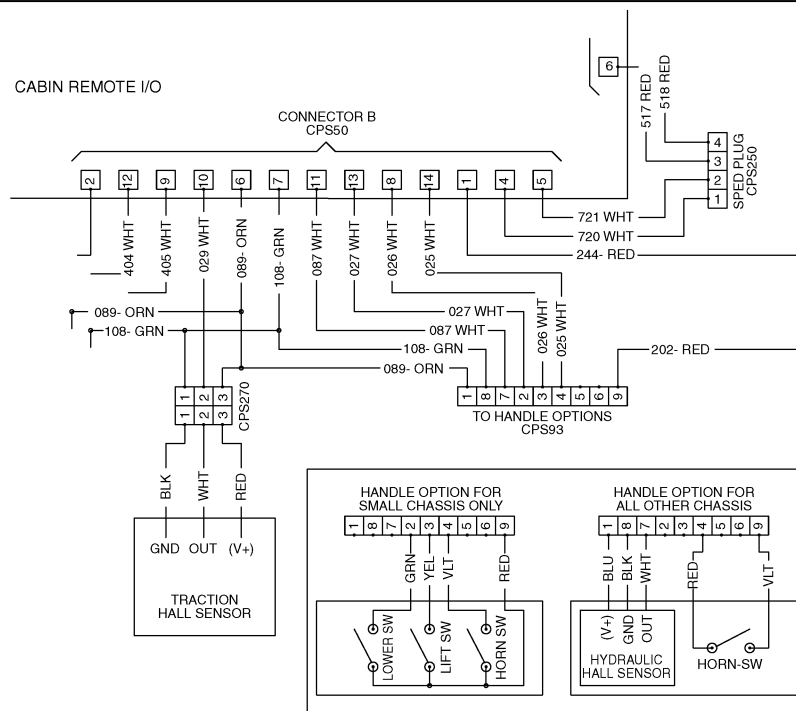 CABIN REMOTE I/O
CONNECTOR B
CPS50
6
517 RED
518 RED
4
3
2
1
SPED PLUG
CPS250
2
12
9
10
6
7
11
13
8
14
1
4
5
404 WHT
405 WHT
029 WHT
089- ORN
108- GRN
087 WHT
027 WHT
026 WHT
025 WHT
721 WHT
720 WHT
244- RED
089- ORN
108- GRN
027 WHT
087 WHT
108- GRN
089- ORN
026 WHT
025 WHT
202- RED
1 2 3
1 2 3
CPS270
1 8 7 2 3 4 5 6 9
TO HANDLE OPTIONS
CPS93
BLK
WHT
RED
GND OUT (V+)
TRACTION
HALL SENSOR
HANDLE OPTION FOR
SMALL CHASSIS ONLY
1 8 7 2 3 4 5 6 9
GRN
YEL
VLT
RED
LOWER SW
LIFT SW
HORN SW
HANDLE OPTION FOR
ALL OTHER CHASSIS
1 8 7 2 3 4 5 6 9
BLU
BLK
WHT
RED
VLT
(V+)
GND
OUT
HYDRAULIC
HALL SENSOR
HORN-SW